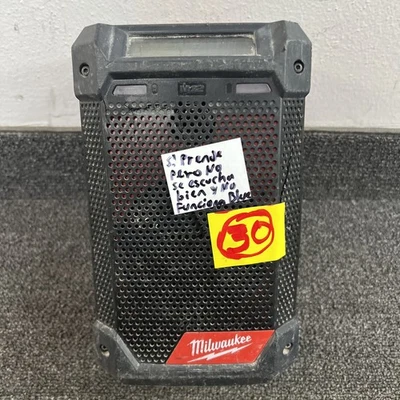 Si Prende
pero No
se escucha
bien y No
Funciona Blue
30
Milwaukee